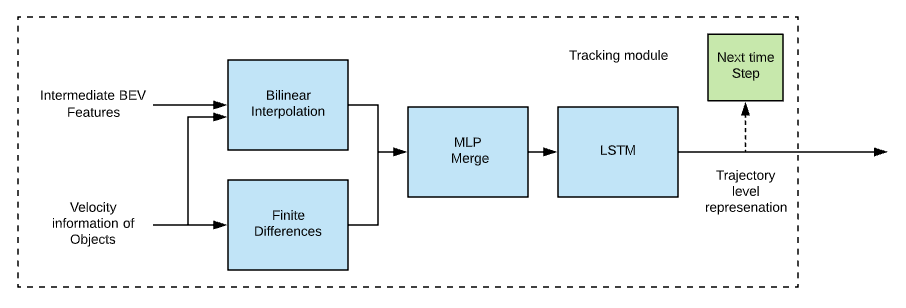 Tracking module
Next time
Step
Intermediate BEV
Features
Bilinear
Interpolation
MLP
Merge
LSTM
Velocity
information of
Objects
Finite
Differences
Trajectory
level
represenation